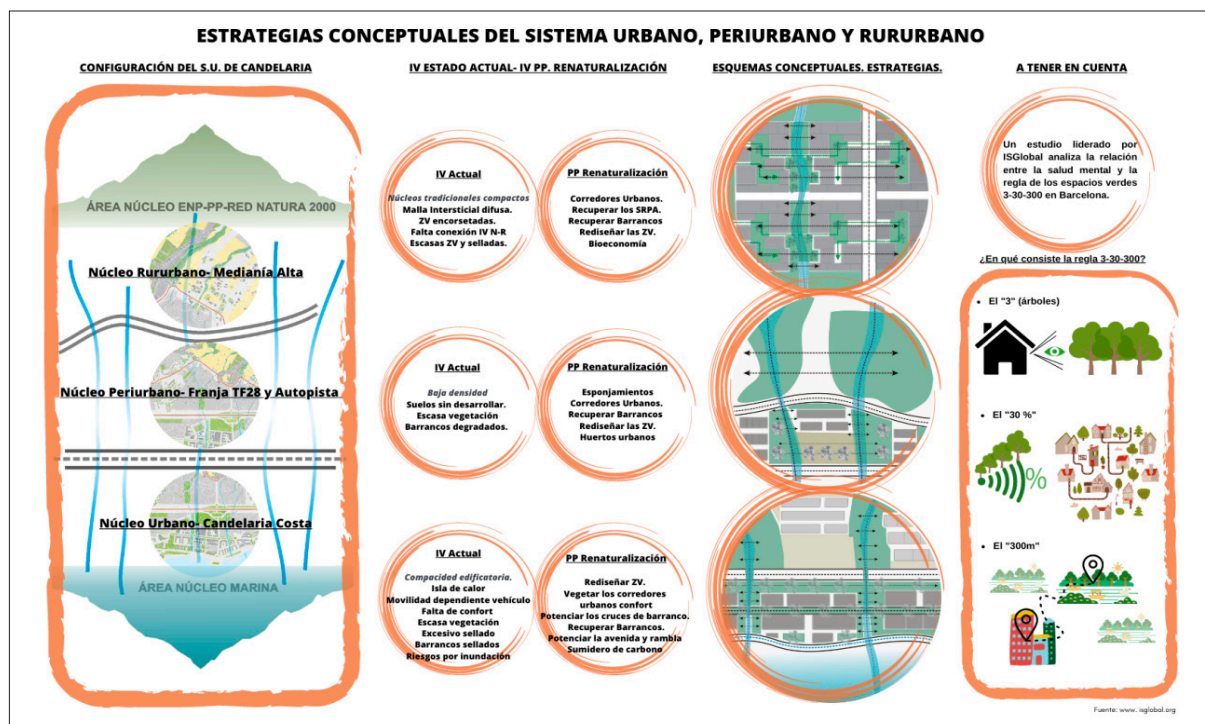 ESTRATEGIAS CONCEPTUALES DEL SISTEMA URBANO, PERIURBANO Y RURURBANO
CONFIGURACIÓN DEL S.U. DE CANDELARIA
ÁREA NÚCLEO ENP-PP-RED NATURA 2000
Núcleo Rururbano- Medianía Alta
Núcleo Periurbano- Franja TF28 y Autopista
Núcleo Urbano- Candelaria Costa
ÁREA NÚCLEO MARINA
IV ESTADO ACTUAL- IV PP. RENATURALIZACIÓN
IV Actual
Núcleos tradicionales compactos
Malla Intersticial difusa.
ZV encorsetadas.
Falta conexión IV N-R
Escasas ZV y selladas.
PP Renaturalización
Corredores Urbanos.
Recuperar los SRPA.
Recuperar Barrancos
Rediseñar las ZV.
Bioeconomía
IV Actual
Baja densidad
Suelos sin desarrollar.
Escasa vegetación
Barrancos degradados.
PP Renaturalización
Esponjamientos
Corredores Urbanos.
Recuperar Barrancos
Rediseñar las ZV.
Huertos urbanos
IV Actual
Compacidad edificatoria.
Isla de calor
Movilidad dependiente vehículo
Falta de confort
Escasa vegetación
Excesivo sellado
Barrancos sellados
Riesgos por inundación
PP Renaturalización
Rediseñar ZV.
Vegetar los corredores
urbanos confort
Potenciar los cruces de barranco.
Recuperar Barrancos.
Potenciar la avenida y rambla
Sumidero de carbono
ESQUEMAS CONCEPTUALES. ESTRATEGIAS.
A TENER EN CUENTA
Un estudio liderado por
ISGlobal analiza la relación
entre la salud mental y la
regla de los espacios verdes
3-30-300 en Barcelona.
¿En qué consiste la regla 3-30-300?
• El "3" (árboles)
• El "30 %"
%
• El "300m"
Fuente: www. isglobal.org